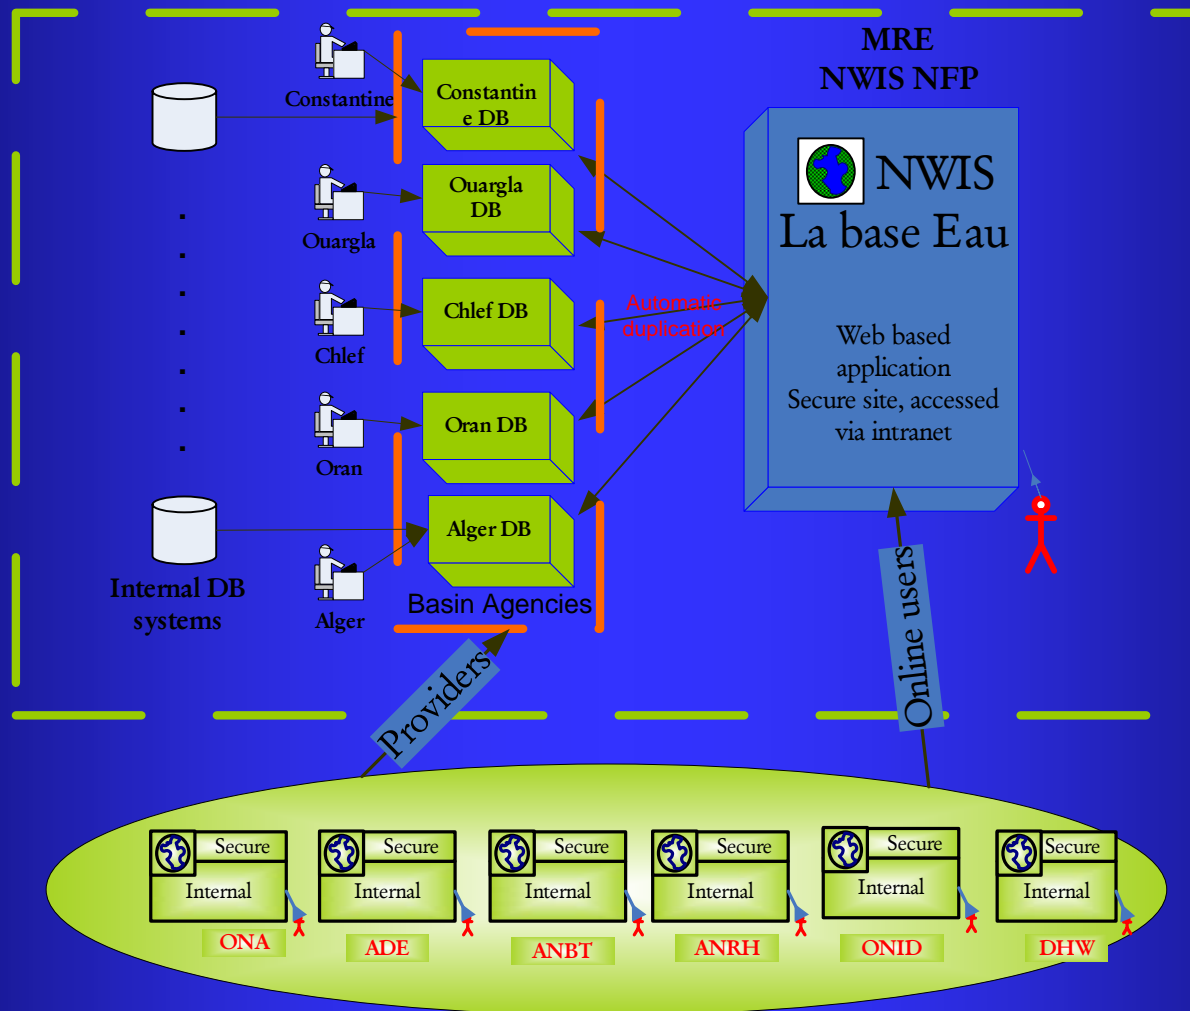 MRE
NWIS NFP
Constantine
Constantin
e DB
NWIS
La base Eau
Ouargla
Ouargla
DB
Chlef
Chlef DB
Automatic
duplication
Web based
application
Secure site, accessed
via intranet
Oran
Oran DB
Alger DB
Internal DB
systems
Alger
Basin Agencies
Providers
Online users
Secure
Internal
ONA
Secure
Internal
ADE
Secure
Internal
ANBT
Secure
Internal
ANRH
Secure
Internal
ONID
Secure
Internal
DHW